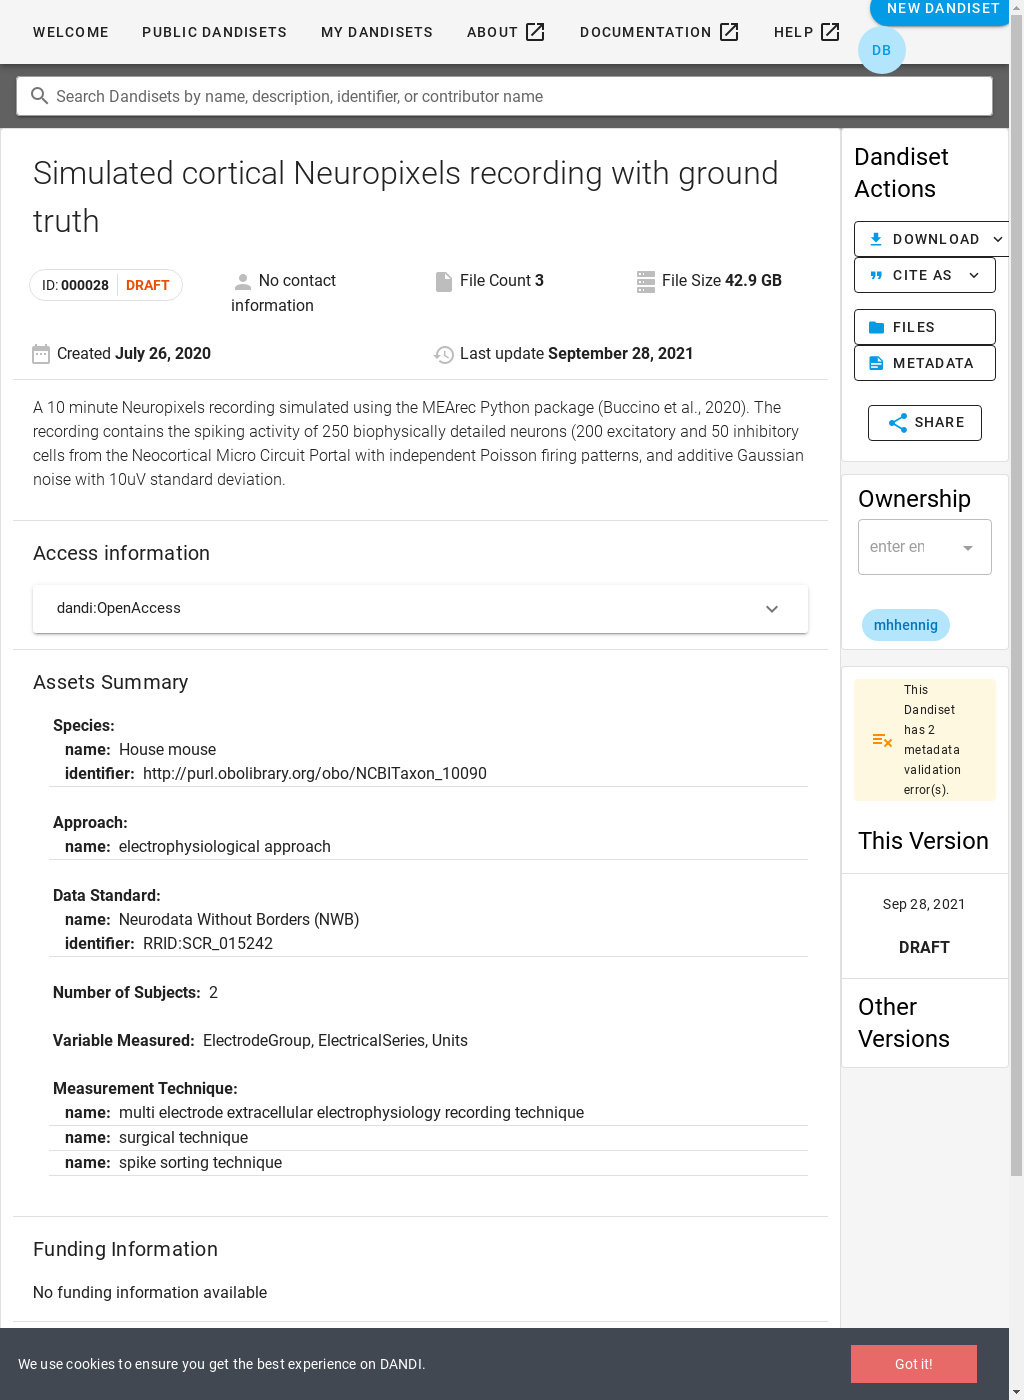 WELCOME PUBLIC DANDISETS MY DANDISETS ABOUT DOCUMENTATION HELP
NEW DANDISET
DB
Search Dandisets by name, description, identifier, or contributor name
Simulated cortical Neuropixels recording with ground
truth
ID: 000028 DRAFT
No contact
information
File Count 3
File Size 42.9 GB
Created July 26, 2020
Last update September 28, 2021
A 10 minute Neuropixels recording simulated using the MEArec Python package (Buccino et al., 2020). The
recording contains the spiking activity of 250 biophysically detailed neurons (200 excitatory and 50 inhibitory
cells from the Neocortical Micro Circuit Portal with independent Poisson firing patterns, and additive Gaussian
noise with 10uV standard deviation.
Access information
dandi:OpenAccess
Assets Summary
Species:
name: House mouse
identifier: http://purl.obolibrary.org/obo/NCBITaxon_10090
Approach:
name: electrophysiological approach
Data Standard:
name: Neurodata Without Borders (NWB)
identifier: RRID:SCR_015242
Number of Subjects: 2
Variable Measured: ElectrodeGroup, ElectricalSeries, Units
Measurement Technique:
name: multi electrode extracellular electrophysiology recording technique
name: surgical technique
name: spike sorting technique
Funding Information
No funding information available
Dandiset
Actions
DOWNLOAD
CITE AS
FILES
METADATA
SHARE
Ownership
enter en
mhhennig
This
Dandiset
has 2
metadata
validation
error(s).
This Version
Sep 28, 2021
DRAFT
Other
Versions
We use cookies to ensure you get the best experience on DANDI.
Got it!